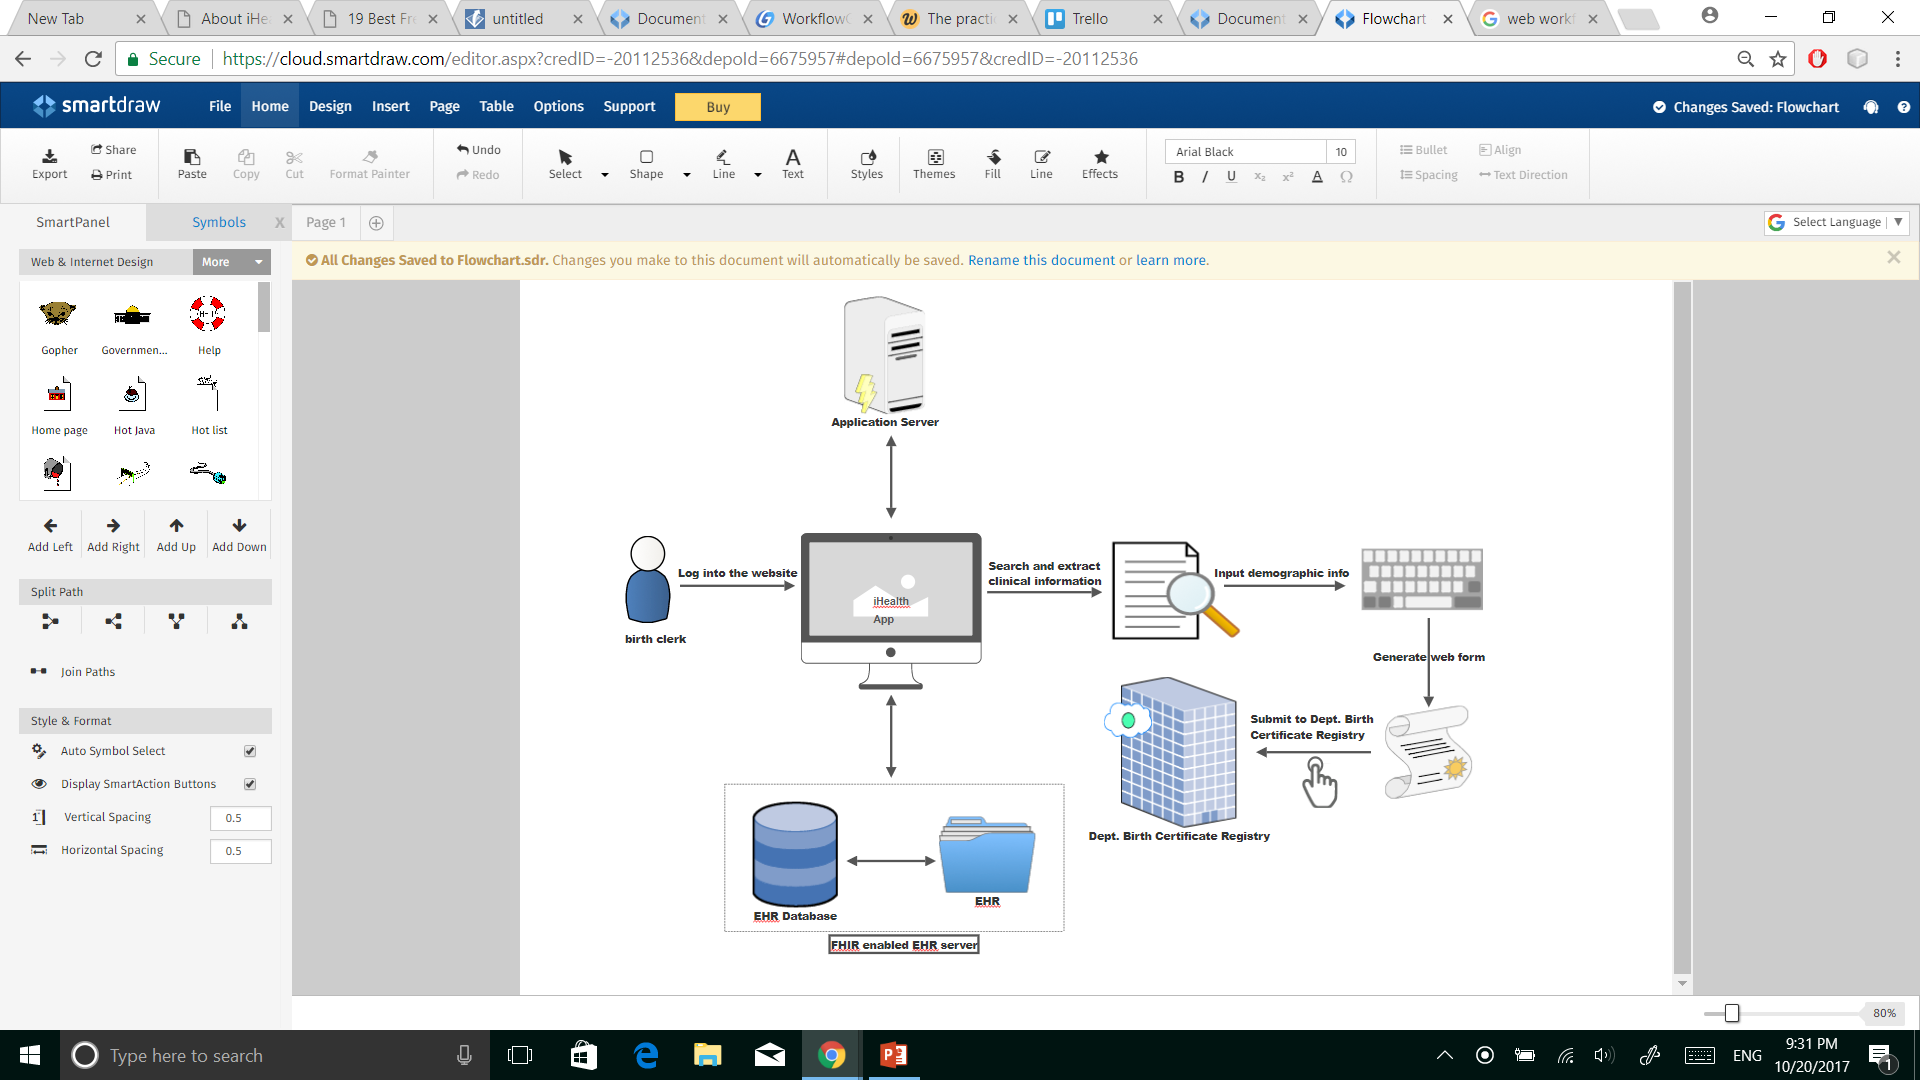 New Tab
About iHe
19 Best Fr
untitled
Document
Workflow
The practi
Trello
Document
Flowchart
web workf
Secure
https://cloud.smartdraw.com/editor.aspx?credID=-20112536&depoId=6675957#depoId=6675957&credID=-20112536
smartdraw
File
Home
Design
Insert
Page
Table
Options
Support
Buy
Changes Saved: Flowchart
Export
Share
Print
Paste
Copy
Cut
Format Painter
Undo
Redo
Select
Shape
Line
Text
Styles
Themes
Fill
Line
Effects
Arial Black
10
B I U x₂ x² A Ω
Bullet
Align
Spacing
Text Direction
SmartPanel
Symbols
X
Page 1
Select Language
Web & Internet Design
More
All Changes Saved to Flowchart.sdr. Changes you make to this document will automatically be saved. Rename this document or learn more.
Gopher
Governmen...
Help
Home page
Hot Java
Hot list
Add Left
Add Right
Add Up
Add Down
Split Path
Join Paths
Style & Format
Auto Symbol Select
Display SmartAction Buttons
Vertical Spacing
0.5
Horizontal Spacing
0.5
Application Server
Log into the website
birth clerk
iHealth
App
Search and extract
clinical information
Input demographic info
Generate web form
Submit to Dept. Birth
Certificate Registry
Dept. Birth Certificate Registry
EHR Database
EHR
FHIR enabled EHR server
80%
Type here to search
ENG
9:31 PM
10/20/2017
1